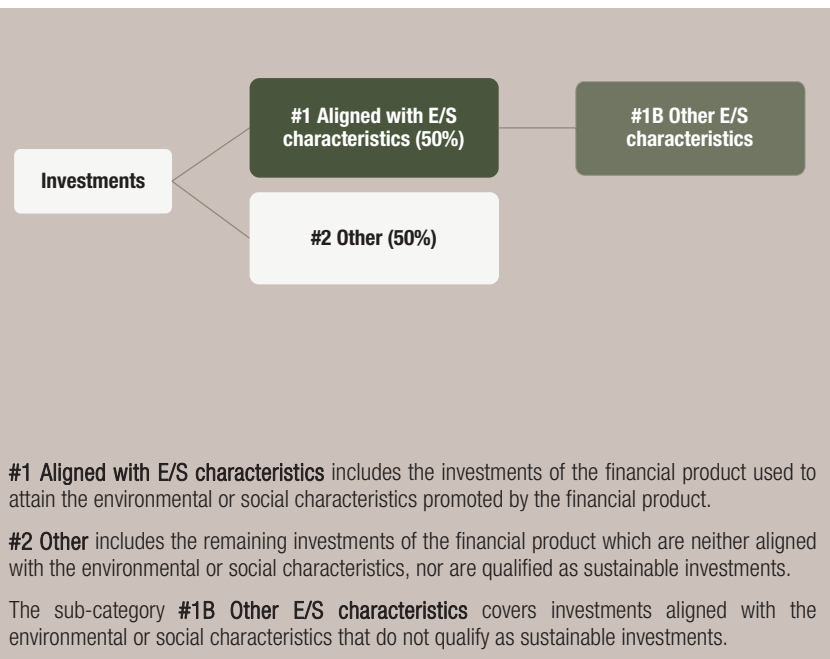 #1 Aligned with E/S
characteristics (50%)
#1B Other E/S
characteristics
Investments
#2 Other (50%)
#1 Aligned with E/S characteristics includes the investments of the financial product used to
attain the environmental or social characteristics promoted by the financial product.
#2 Other includes the remaining investments of the financial product which are neither aligned
with the environmental or social characteristics, nor are qualified as sustainable investments.
The sub-category #1B Other E/S characteristics covers investments aligned with the
environmental or social characteristics that do not qualify as sustainable investments.